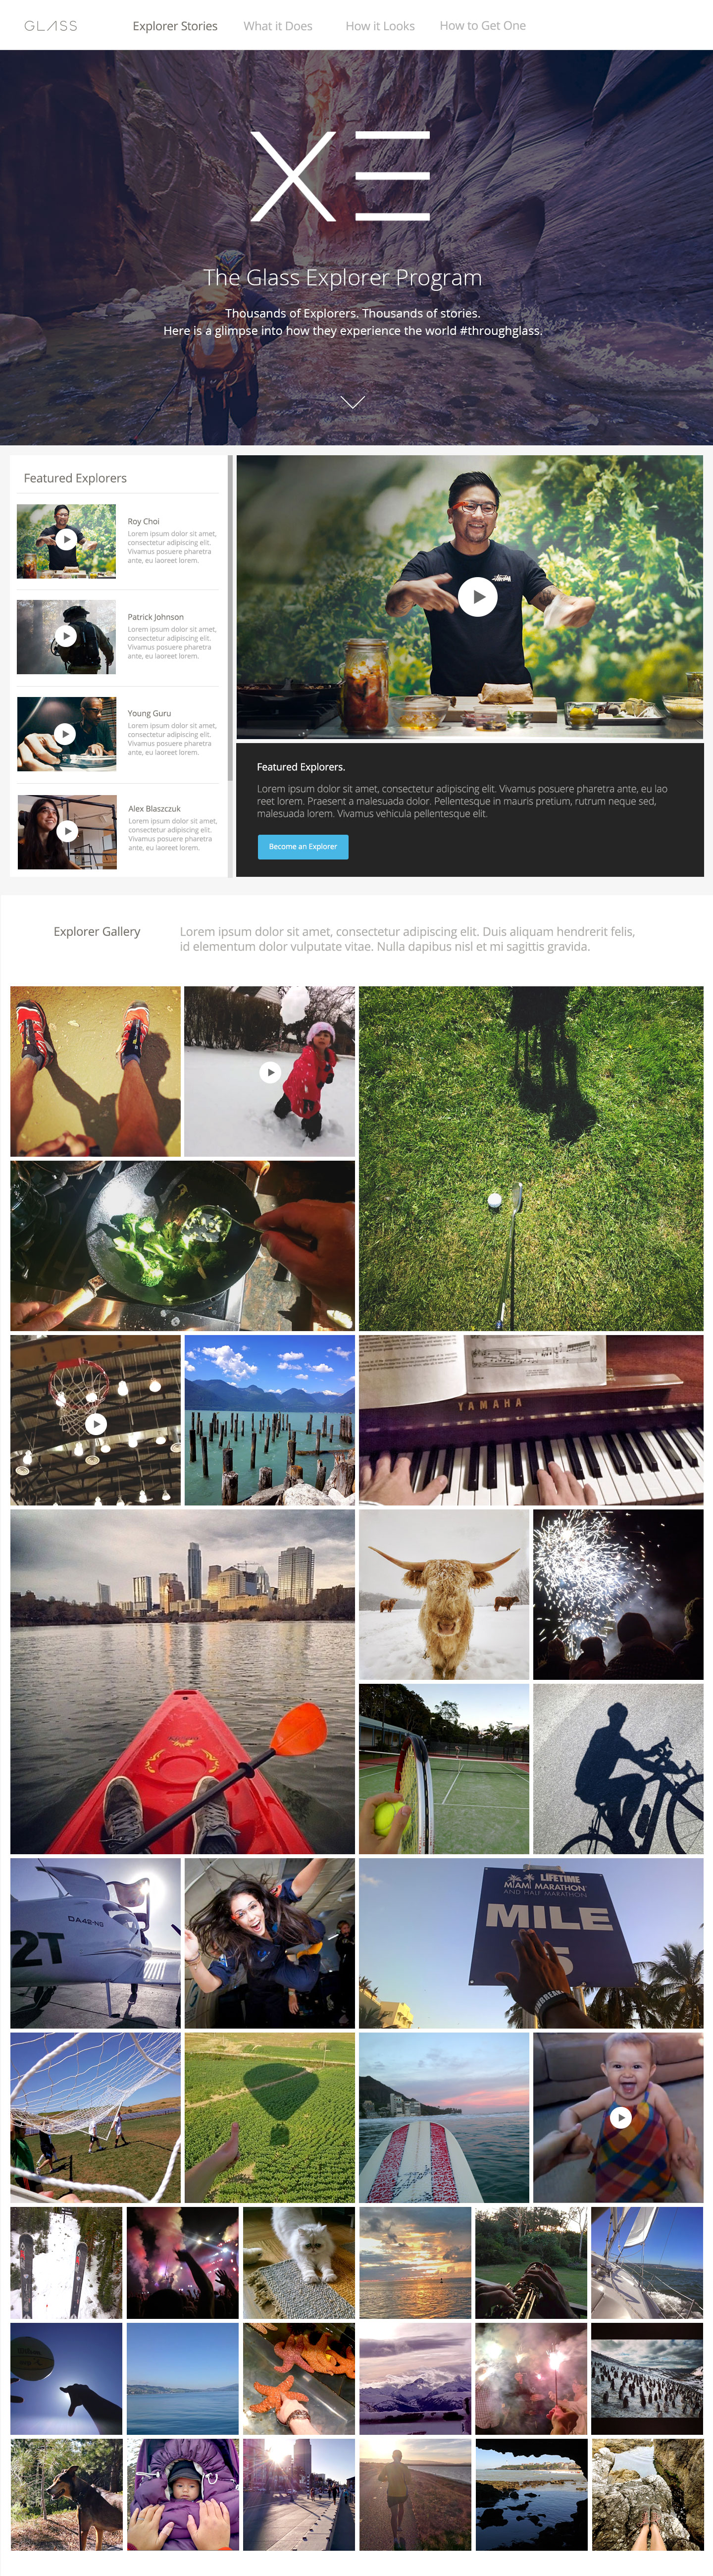 GLASS
Explorer Stories
What it Does
How it Looks
How to Get One
The Glass Explorer Program
Thousands of Explorers. Thousands of stories.
Here is a glimpse into how they experience the world #throughglass.
Featured Explorers
Roy Choi
Lorem ipsum dolor sit amet,
consectetur adipiscing elit.
Vivamus posuere pharetra
ante, eu laoreet lorem.
Patrick Johnson
Lorem ipsum dolor sit amet,
consectetur adipiscing elit.
Vivamus posuere pharetra
ante, eu laoreet lorem.
Young Guru
Lorem ipsum dolor sit amet,
consectetur adipiscing elit.
Vivamus posuere pharetra
ante, eu laoreet lorem.
Alex Blaszczuk
Lorem ipsum dolor sit amet,
consectetur adipiscing elit.
Vivamus posuere pharetra
ante, eu laoreet lorem.
Featured Explorers.
Lorem ipsum dolor sit amet, consectetur adipiscing elit. Vivamus posuere pharetra ante, eu lao
reet lorem. Praesent a malesuada dolor. Pellentesque in mauris pretium, rutrum neque sed,
malesuada lorem. Vivamus vehicula pellentesque elit.
Become an Explorer
Explorer Gallery
Lorem ipsum dolor sit amet, consectetur adipiscing elit. Duis aliquam hendrerit felis,
id elementum dolor vulputate vitae. Nulla dapibus nisl et mi sagittis gravida.
YAMAHA
DA42-NG
2T
LIFETIME
MIAMI MARATHON
AND HALF MARATHON
MILE
5